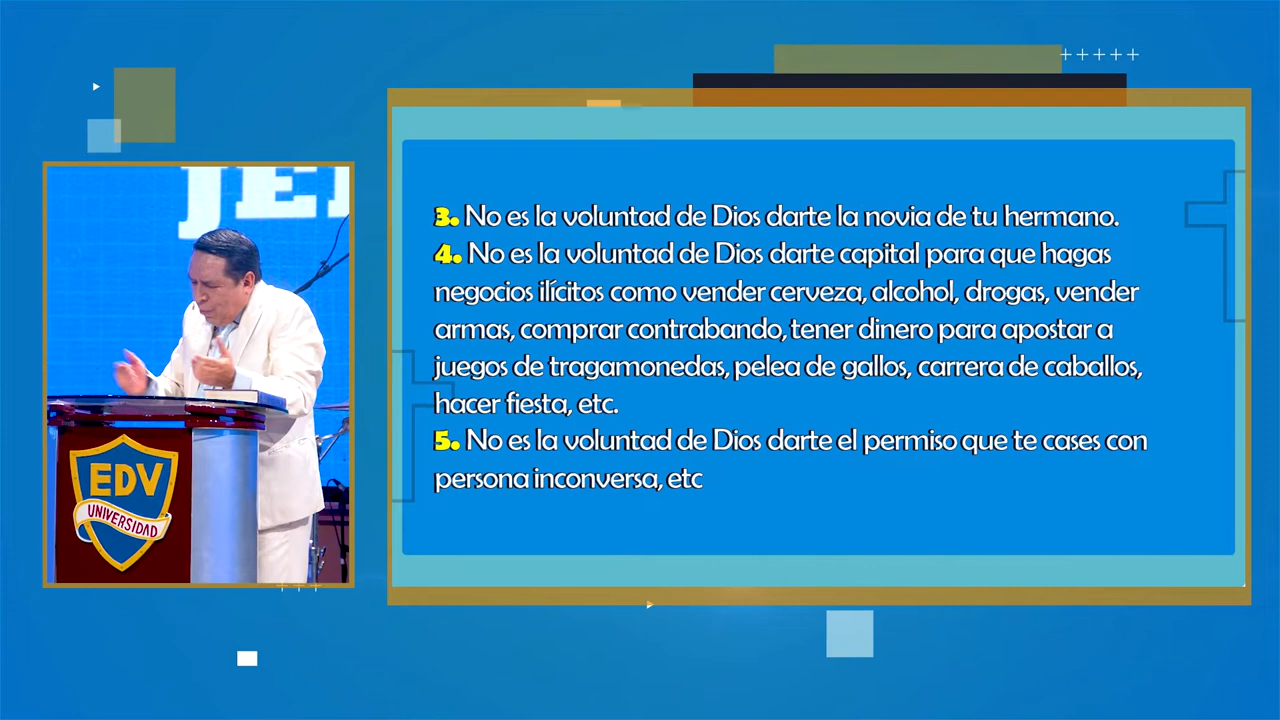 JE
EDV
UNIVERSIDAD
3. No es la voluntad de Dios darte la novia de tu hermano.
4. No es la voluntad de Dios darte capital para que hagas
negocios ilícitos como vender cerveza, alcohol, drogas, vender
armas, comprar contrabando, tener dinero para apostar a
juegos de tragamonedas, pelea de gallos, carrera de caballos,
hacer fiesta, etc.
5. No es la voluntad de Dios darte el permiso que te cases con
persona inconversa, etc